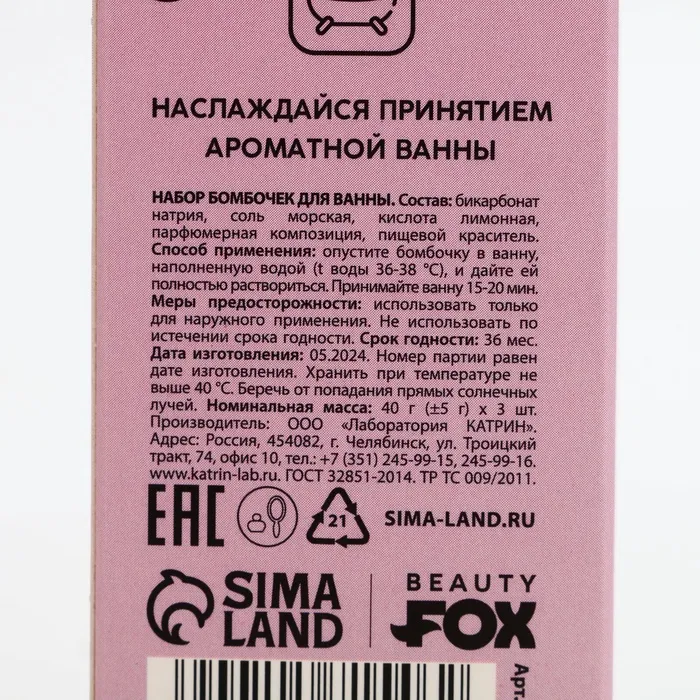 НАСЛАЖДАЙСЯ ПРИНЯТИЕМ
АРОМАТНОЙ ВАННЫ
НАБОР БОМБОЧЕК ДЛЯ ВАННЫ. Состав: бикарбонат
натрия, соль морская, кислота лимонная,
парфюмерная композиция, пищевой краситель.
Способ применения: опустите бомбочку в ванну,
наполненную водой (t воды 36-38 °C), и дайте ей
полностью раствориться. Принимайте ванну 15-20 мин.
Меры предосторожности: использовать только
для наружного применения. Не использовать по
истечении срока годности. Срок годности: 36 мес.
Дата изготовления: 05.2024. Номер партии равен
дате изготовления. Хранить при температуре не
выше 40 °C. Беречь от попадания прямых солнечных
лучей. Номинальная масса: 40 г (±5 г) x 3 шт.
Производитель: ООО «Лаборатория КАТРИН».
Адрес: Россия, 454082, г. Челябинск, ул. Троицкий
тракт, 74, офис 10, тел.: +7 (351) 245-99-15, 245-99-16.
www.katrin-lab.ru. ГОСТ 32851-2014. ТР ТС 009/2011.
EAC 21 SIMA-LAND.RU
SIMA LAND
BEAUTY FOX
Арт.